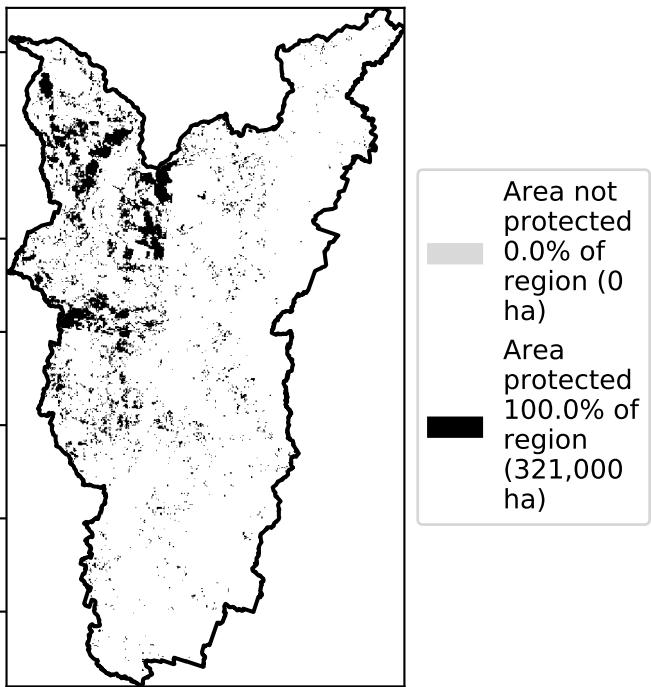 Area not
protected
0.0% of
region (0
ha)
Area
protected
100.0% of
region
(321,000
ha)